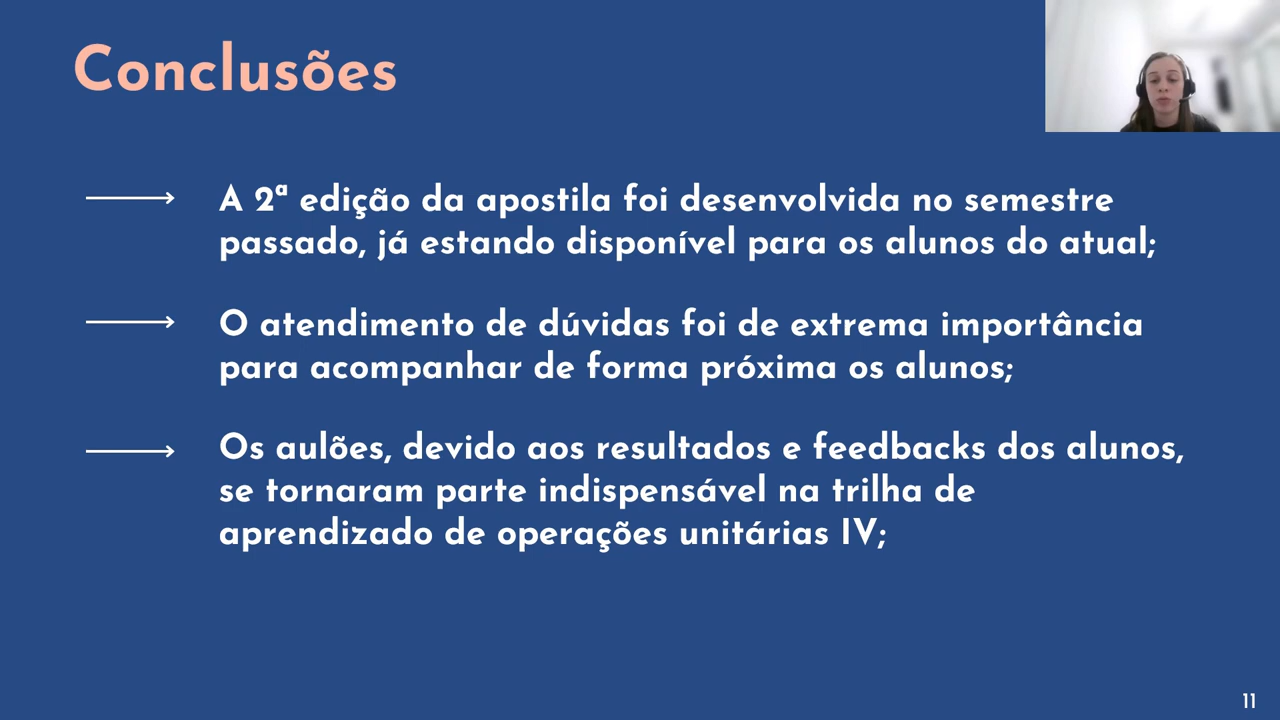 Conclusões
A 2ª edição da apostila foi desenvolvida no semestre
passado, já estando disponível para os alunos do atual;
O atendimento de dúvidas foi de extrema importância
para acompanhar de forma próxima os alunos;
Os aulões, devido aos resultados e feedbacks dos alunos,
se tornaram parte indispensável na trilha de
aprendizado de operações unitárias IV;
11